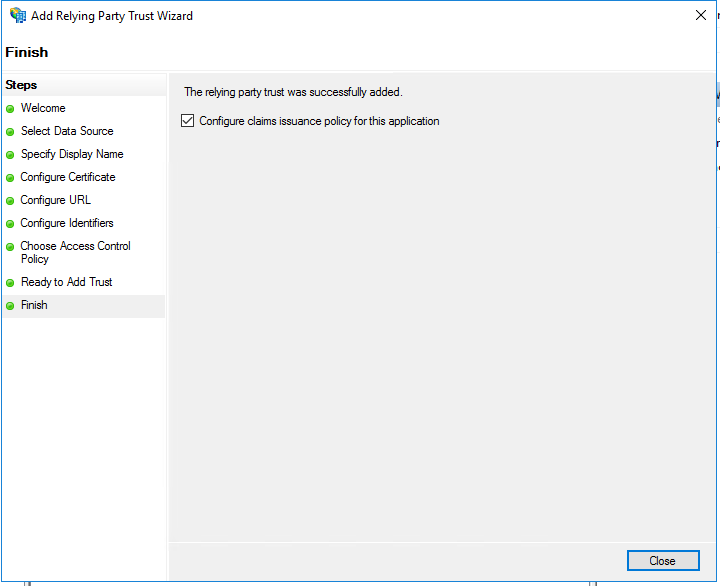 Add Relying Party Trust Wizard
Finish
Steps
Welcome
Select Data Source
Specify Display Name
Configure Certificate
Configure URL
Configure Identifiers
Choose Access Control
Policy
Ready to Add Trust
Finish
The relying party trust was successfully added.
Configure claims issuance policy for this application
Close